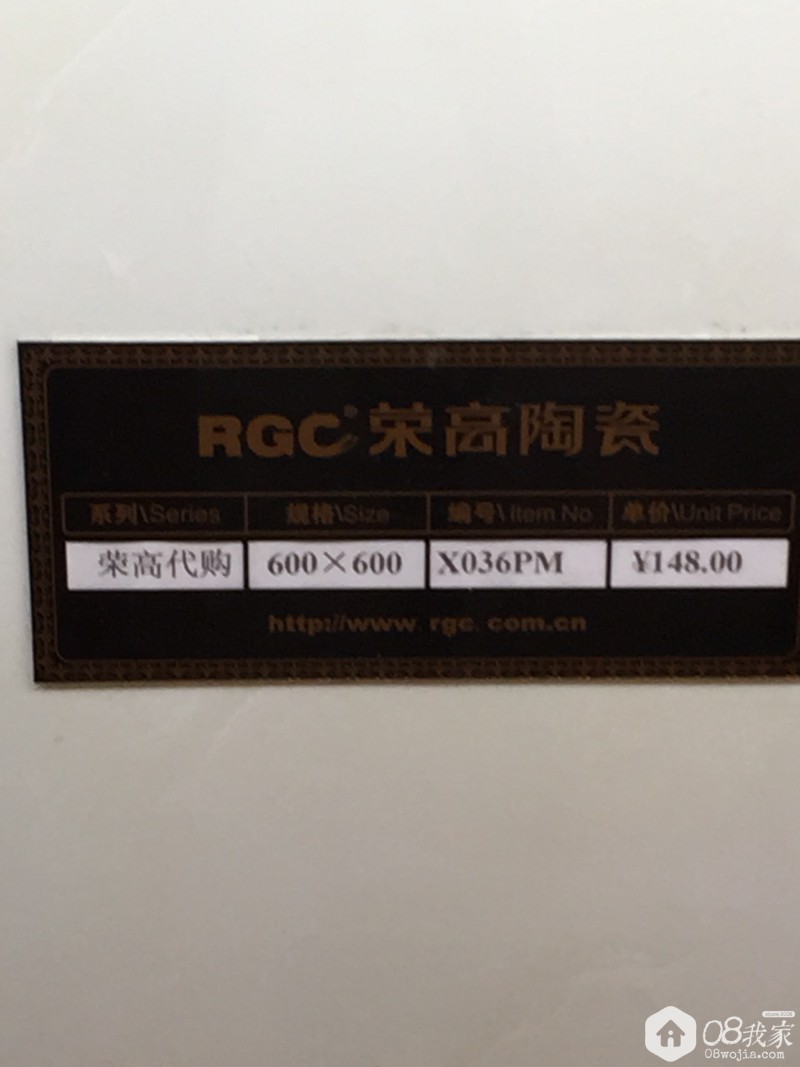 RGC 荣高陶瓷
系列\Series 规格\Size 编号\Item No 单价\Unit Price
荣高代购 600×600 X036PM ¥148.00
http://www.rgc.com.cn
08我家
08wojia.com